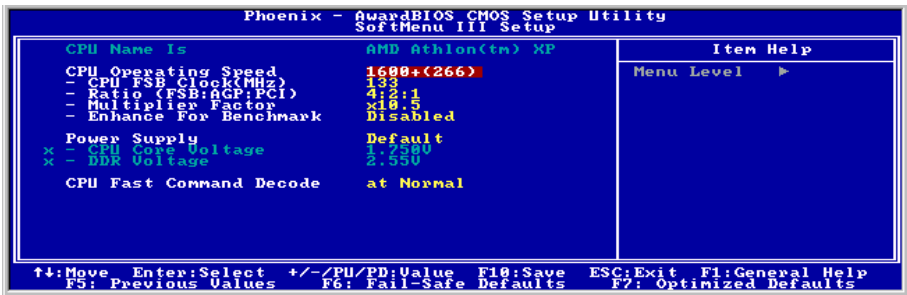 Phoenix - AwardBIOS CMOS Setup Utility
SoftMenu III Setup
CPU Name Is AMD Athlon(tm) XP
CPU Operating Speed 1600+(266)
- CPU FSB Clock(MHz) 133
- Ratio (FSB:AGP:PCI) 4:2:1
- Multiplier Factor x10.5
- Enhance For Benchmark Disabled
Power Supply Default
x - CPU Core Voltage 1.750V
x - DDR Voltage 2.55V
CPU Fast Command Decode at Normal
Item Help
Menu Level ►
↑↓:Move Enter:Select +/-/PU/PD:Value F10:Save ESC:Exit F1:General Help
F5: Previous Values F6: Fail-Safe Defaults F7: Optimized Defaults